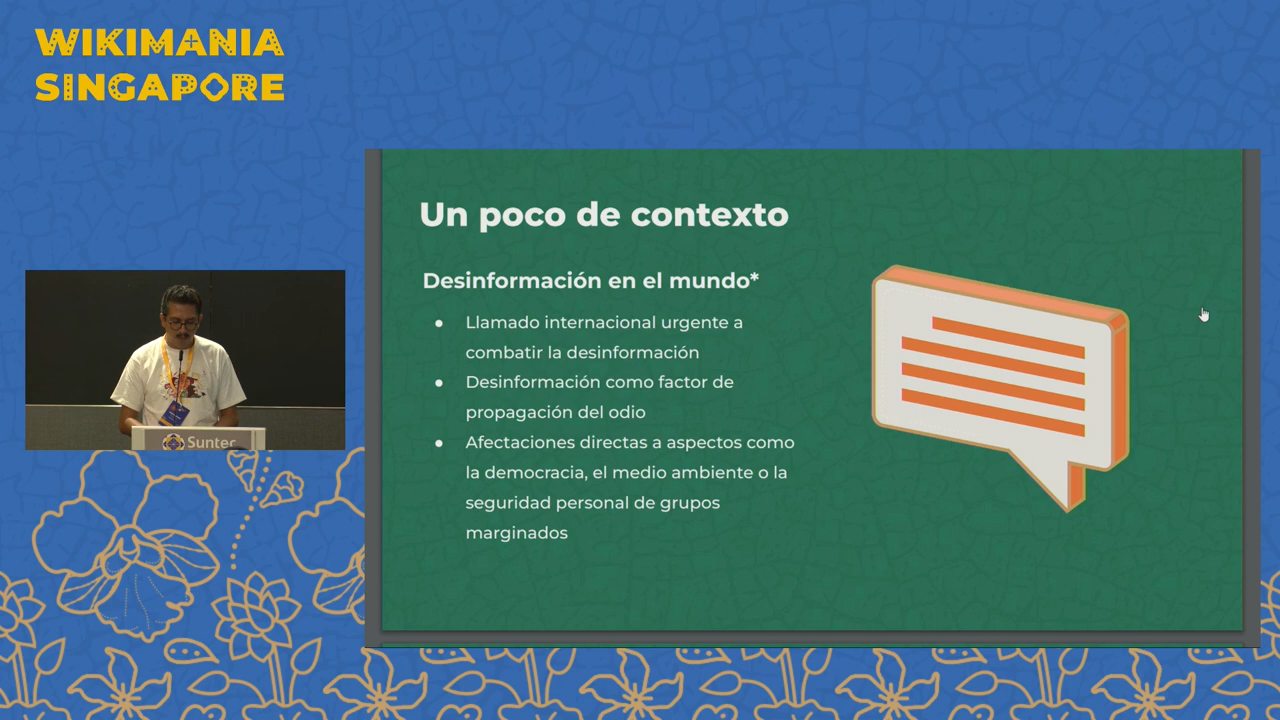 WIKIMANIA
SINGAPORE
Un poco de contexto
Desinformación en el mundo*
● Llamado internacional urgente a
combatir la desinformación
● Desinformación como factor de
propagación del odio
● Afectaciones directas a aspectos como
la democracia, el medio ambiente o la
seguridad personal de grupos
marginados
Suntec